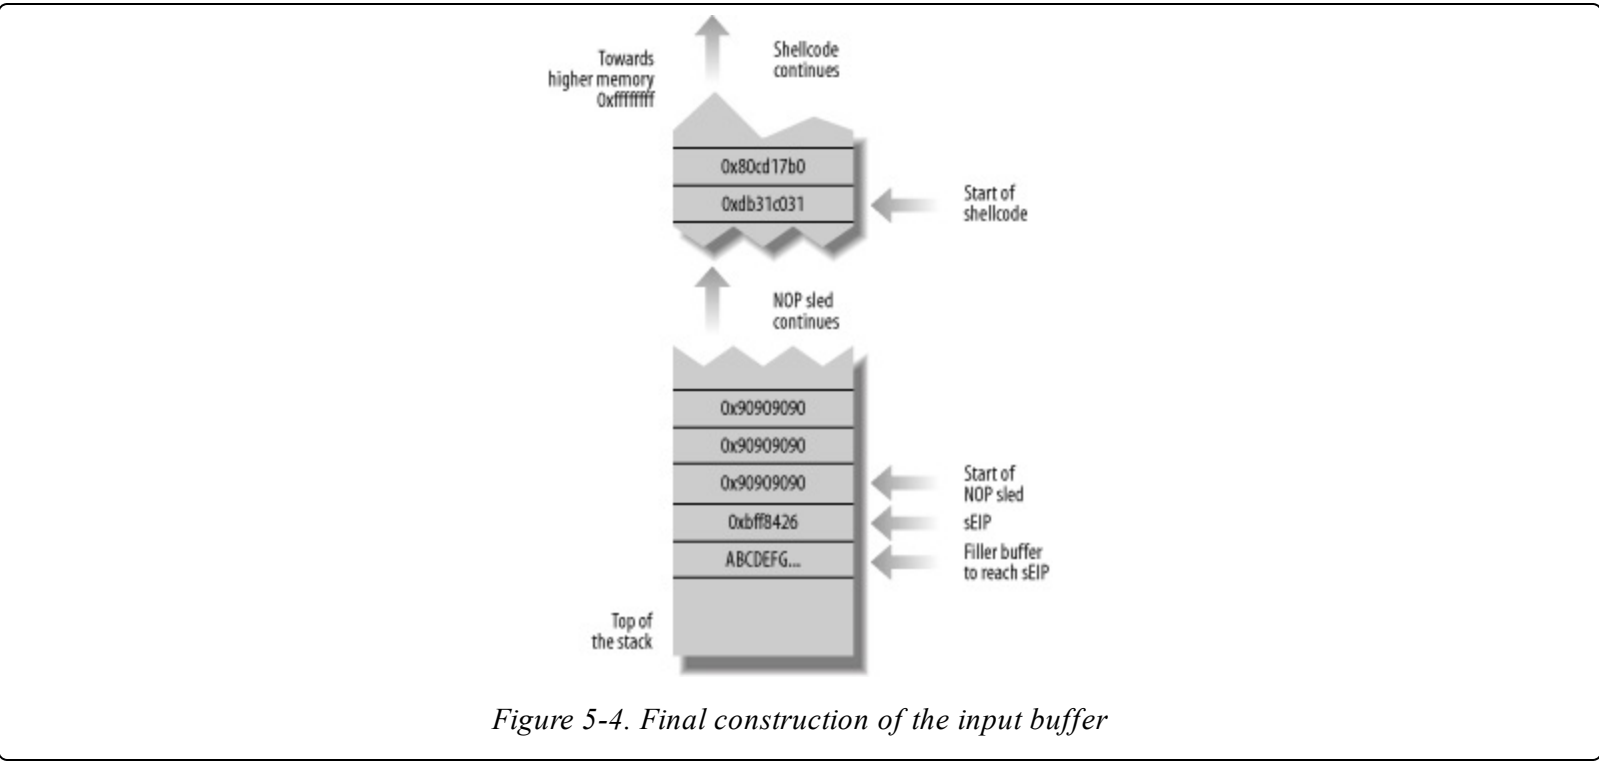 Towards
higher memory
0xffffffff
Shellcode
continues
0x80cd17b0
0xdb31c031
Start of
shellcode
NOP sled
continues
0x90909090
0x90909090
0x90909090
Start of
NOP sled
0xbff8426
sEIP
ABCDEFG...
Filler buffer
to reach sEIP
Top of
the stack
Figure 5-4. Final construction of the input buffer